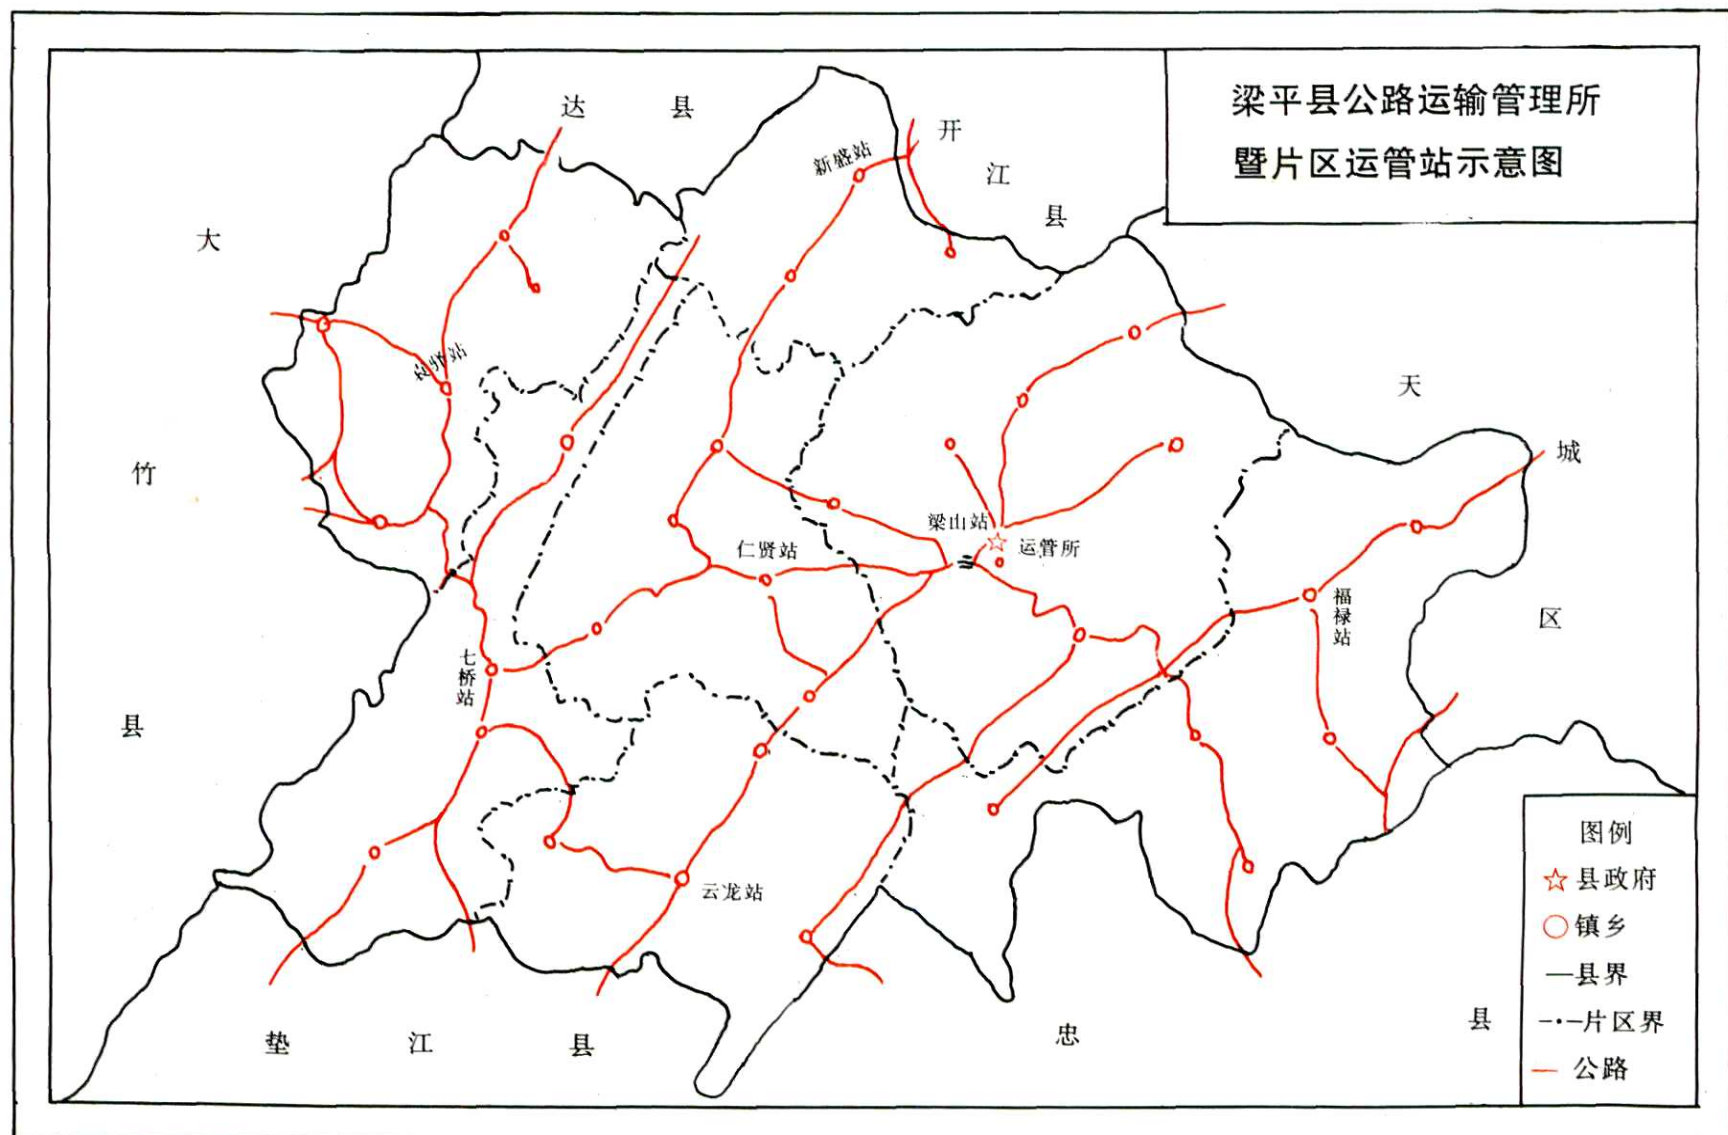 梁平县公路运输管理所
暨片区运管站示意图
达县
开江县
大竹县
天城区
新盛站
贤站
梁山站
运管所
仁贤站
福禄站
七桥站
云龙站
垫江县
忠县
图例
县政府
镇乡
县界
片区界
公路